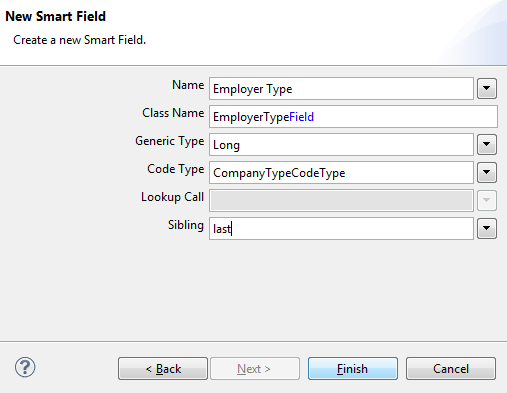 New Smart Field
Create a new Smart Field.
Name Employer Type
Class Name EmployerTypeField
Generic Type Long
Code Type CompanyTypeCodeType
Lookup Call
Sibling last
? < Back Next > Finish Cancel